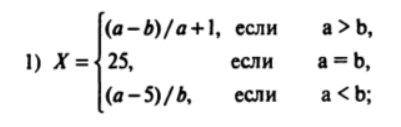 (a−b)/a+1, если a > b,
1) X = { 25, если a = b,
(a−5)/b, если a < b;